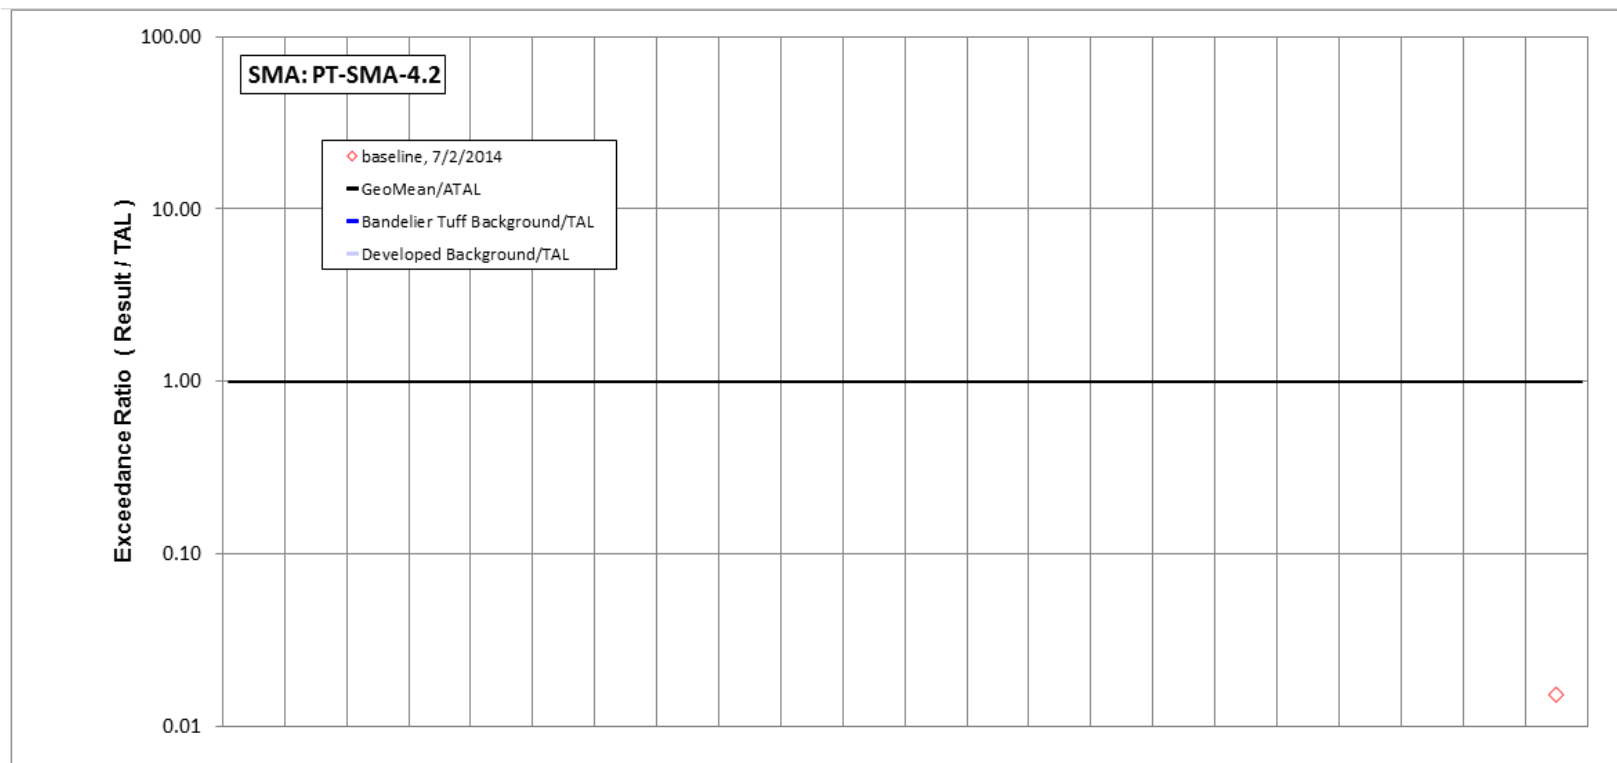 100.00
SMA: PT-SMA-4.2
baseline, 7/2/2014
GeoMean/ATAL
10.00
Bandelier Tuff Background/TAL
Developed Background/TAL
Exceedance Ratio ( Result / TAL )
1.00
0.10
0.01